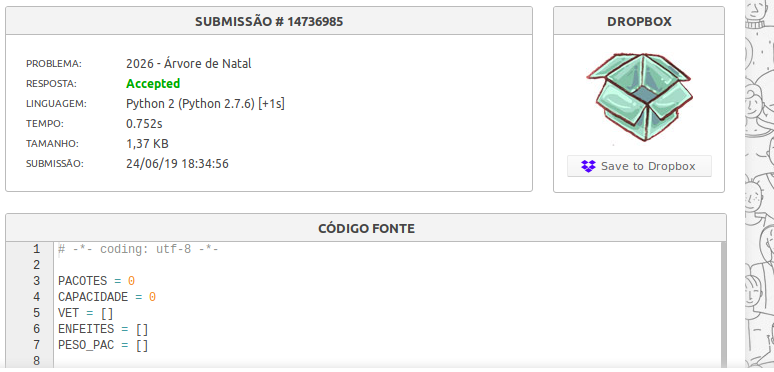 SUBMISSÃO # 14736985
PROBLEMA: 2026 - Árvore de Natal
RESPOSTA: Accepted
LINGUAGEM: Python 2 (Python 2.7.6) [+1s]
TEMPO: 0.752s
TAMANHO: 1,37 KB
SUBMISSÃO: 24/06/19 18:34:56
DROPBOX
Save to Dropbox
CÓDIGO FONTE
1 # -*- coding: utf-8 -*-
2
3 PACOTES = 0
4 CAPACIDADE = 0
5 VET = []
6 ENFEITES = []
7 PESO_PAC = []
8